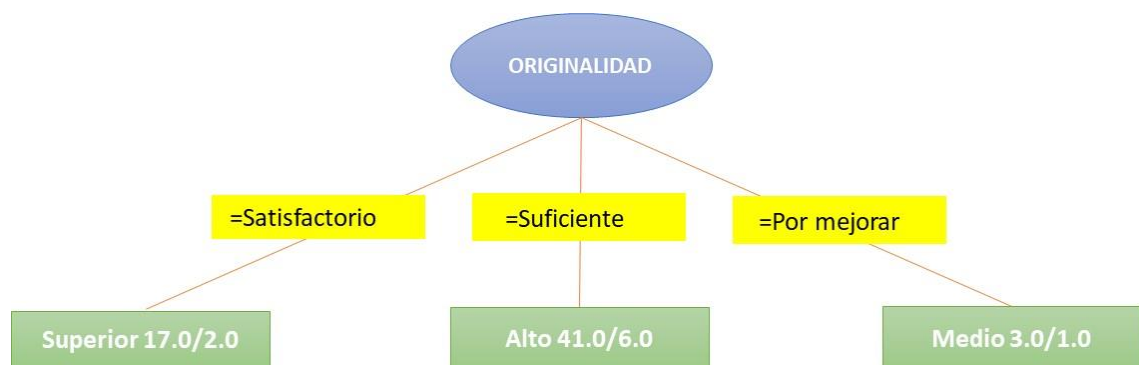 ORIGINALIDAD
=Satisfactorio
=Suficiente
=Por mejorar
Superior 17.0/2.0
Alto 41.0/6.0
Medio 3.0/1.0